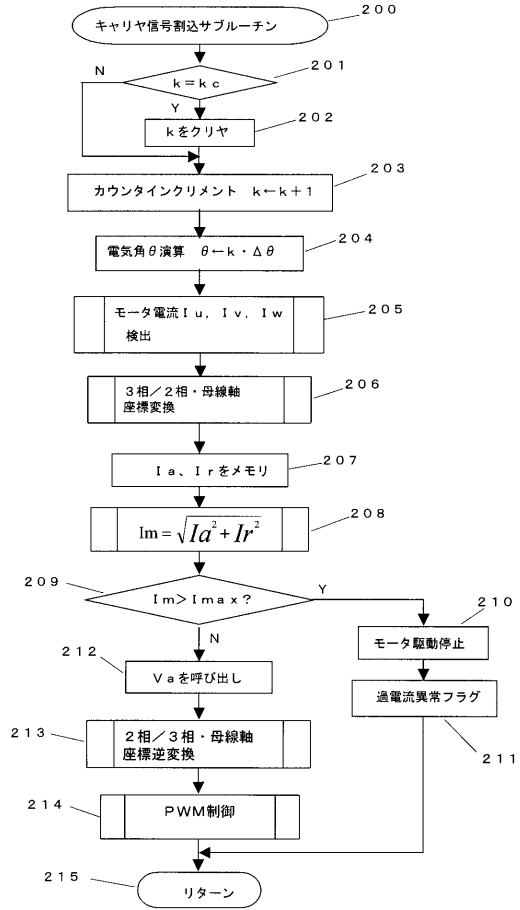 キャリヤ信号割込サブルーチン
200
N
k=kc
201
Y
kをクリヤ
202
203
カウンタインクリメント k←k+1
電気角θ演算 θ←k・Δθ
204
モータ電流Iu,Iv,Iw
検出
205
3相/2相・母線軸
座標変換
206
Ia、Irをメモリ
207
Im=√Ia²+Ir²
208
209
Im>Imax?
Y
210
N
モータ駆動停止
212
Vaを呼び出し
過電流異常フラグ
211
213
2相/3相・母線軸
座標逆変換
214
PWM制御
215
リターン